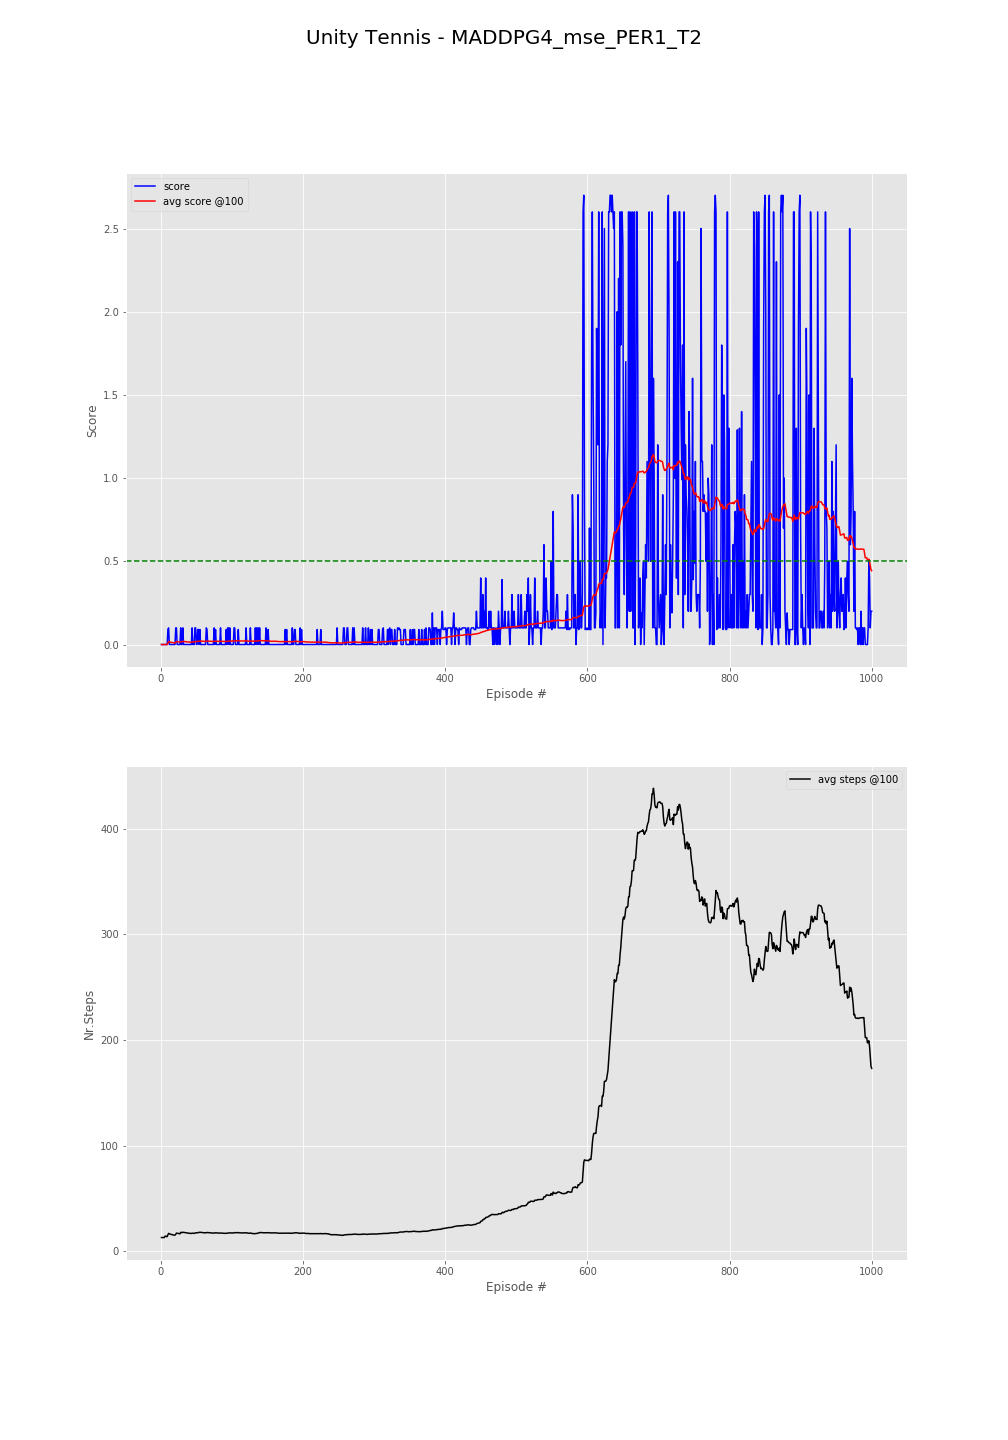 Unity Tennis - MADDPG4_mse_PER1_T2
score
avg score @100
2.5
2.0
1.5
1.0
0.5
0.0
Score
0 200 400 600 800 1000
Episode #
avg steps @100
400
300
200
100
0
Nr.Steps
0 200 400 600 800 1000
Episode #